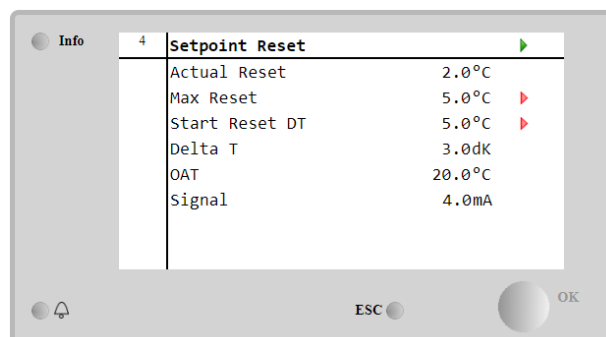 Info
4 Setpoint Reset
Actual Reset 2.0°C
Max Reset 5.0°C
Start Reset DT 5.0°C
Delta T 3.0dK
OAT 20.0°C
Signal 4.0mA
ESC OK